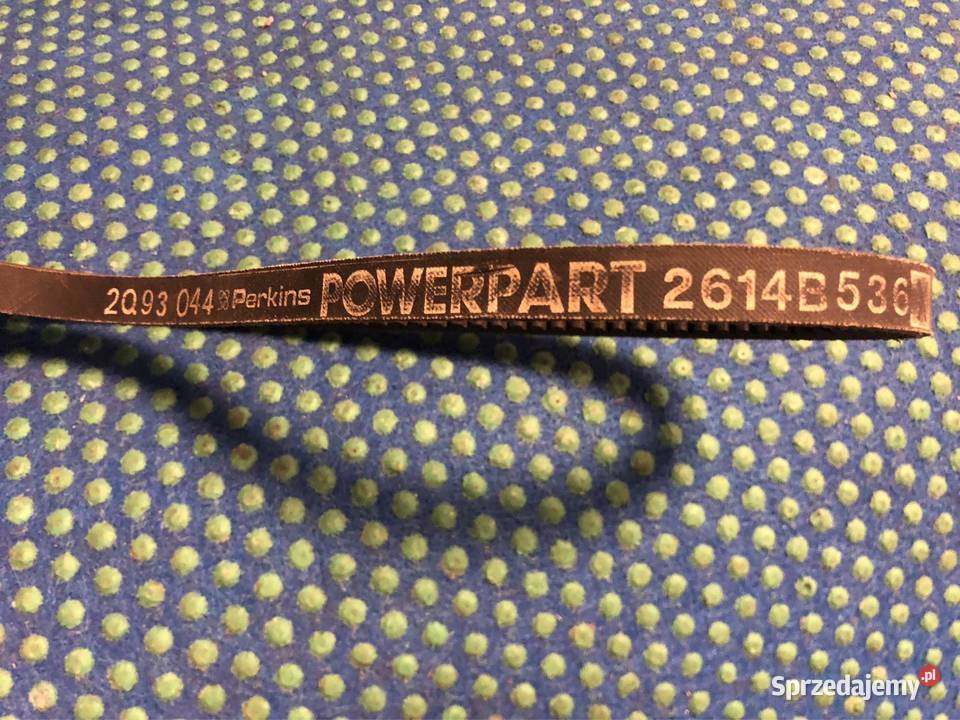 2Q93 044 Perkins POWERPART 2614B536
Sprzedajemy.pl